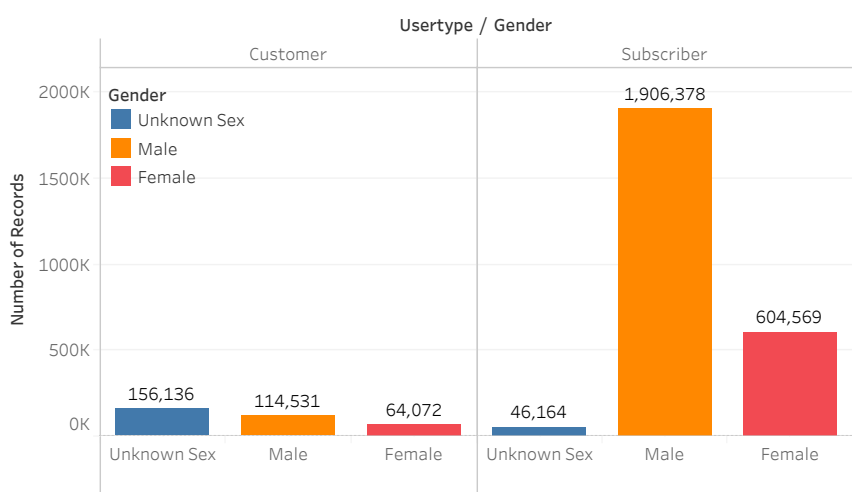 Usertype / Gender
Customer
Subscriber
Number of Records
2000K
1500K
1000K
500K
0K
Gender
Unknown Sex
Male
Female
156,136
114,531
64,072
46,164
1,906,378
604,569
Unknown Sex
Male
Female
Unknown Sex
Male
Female